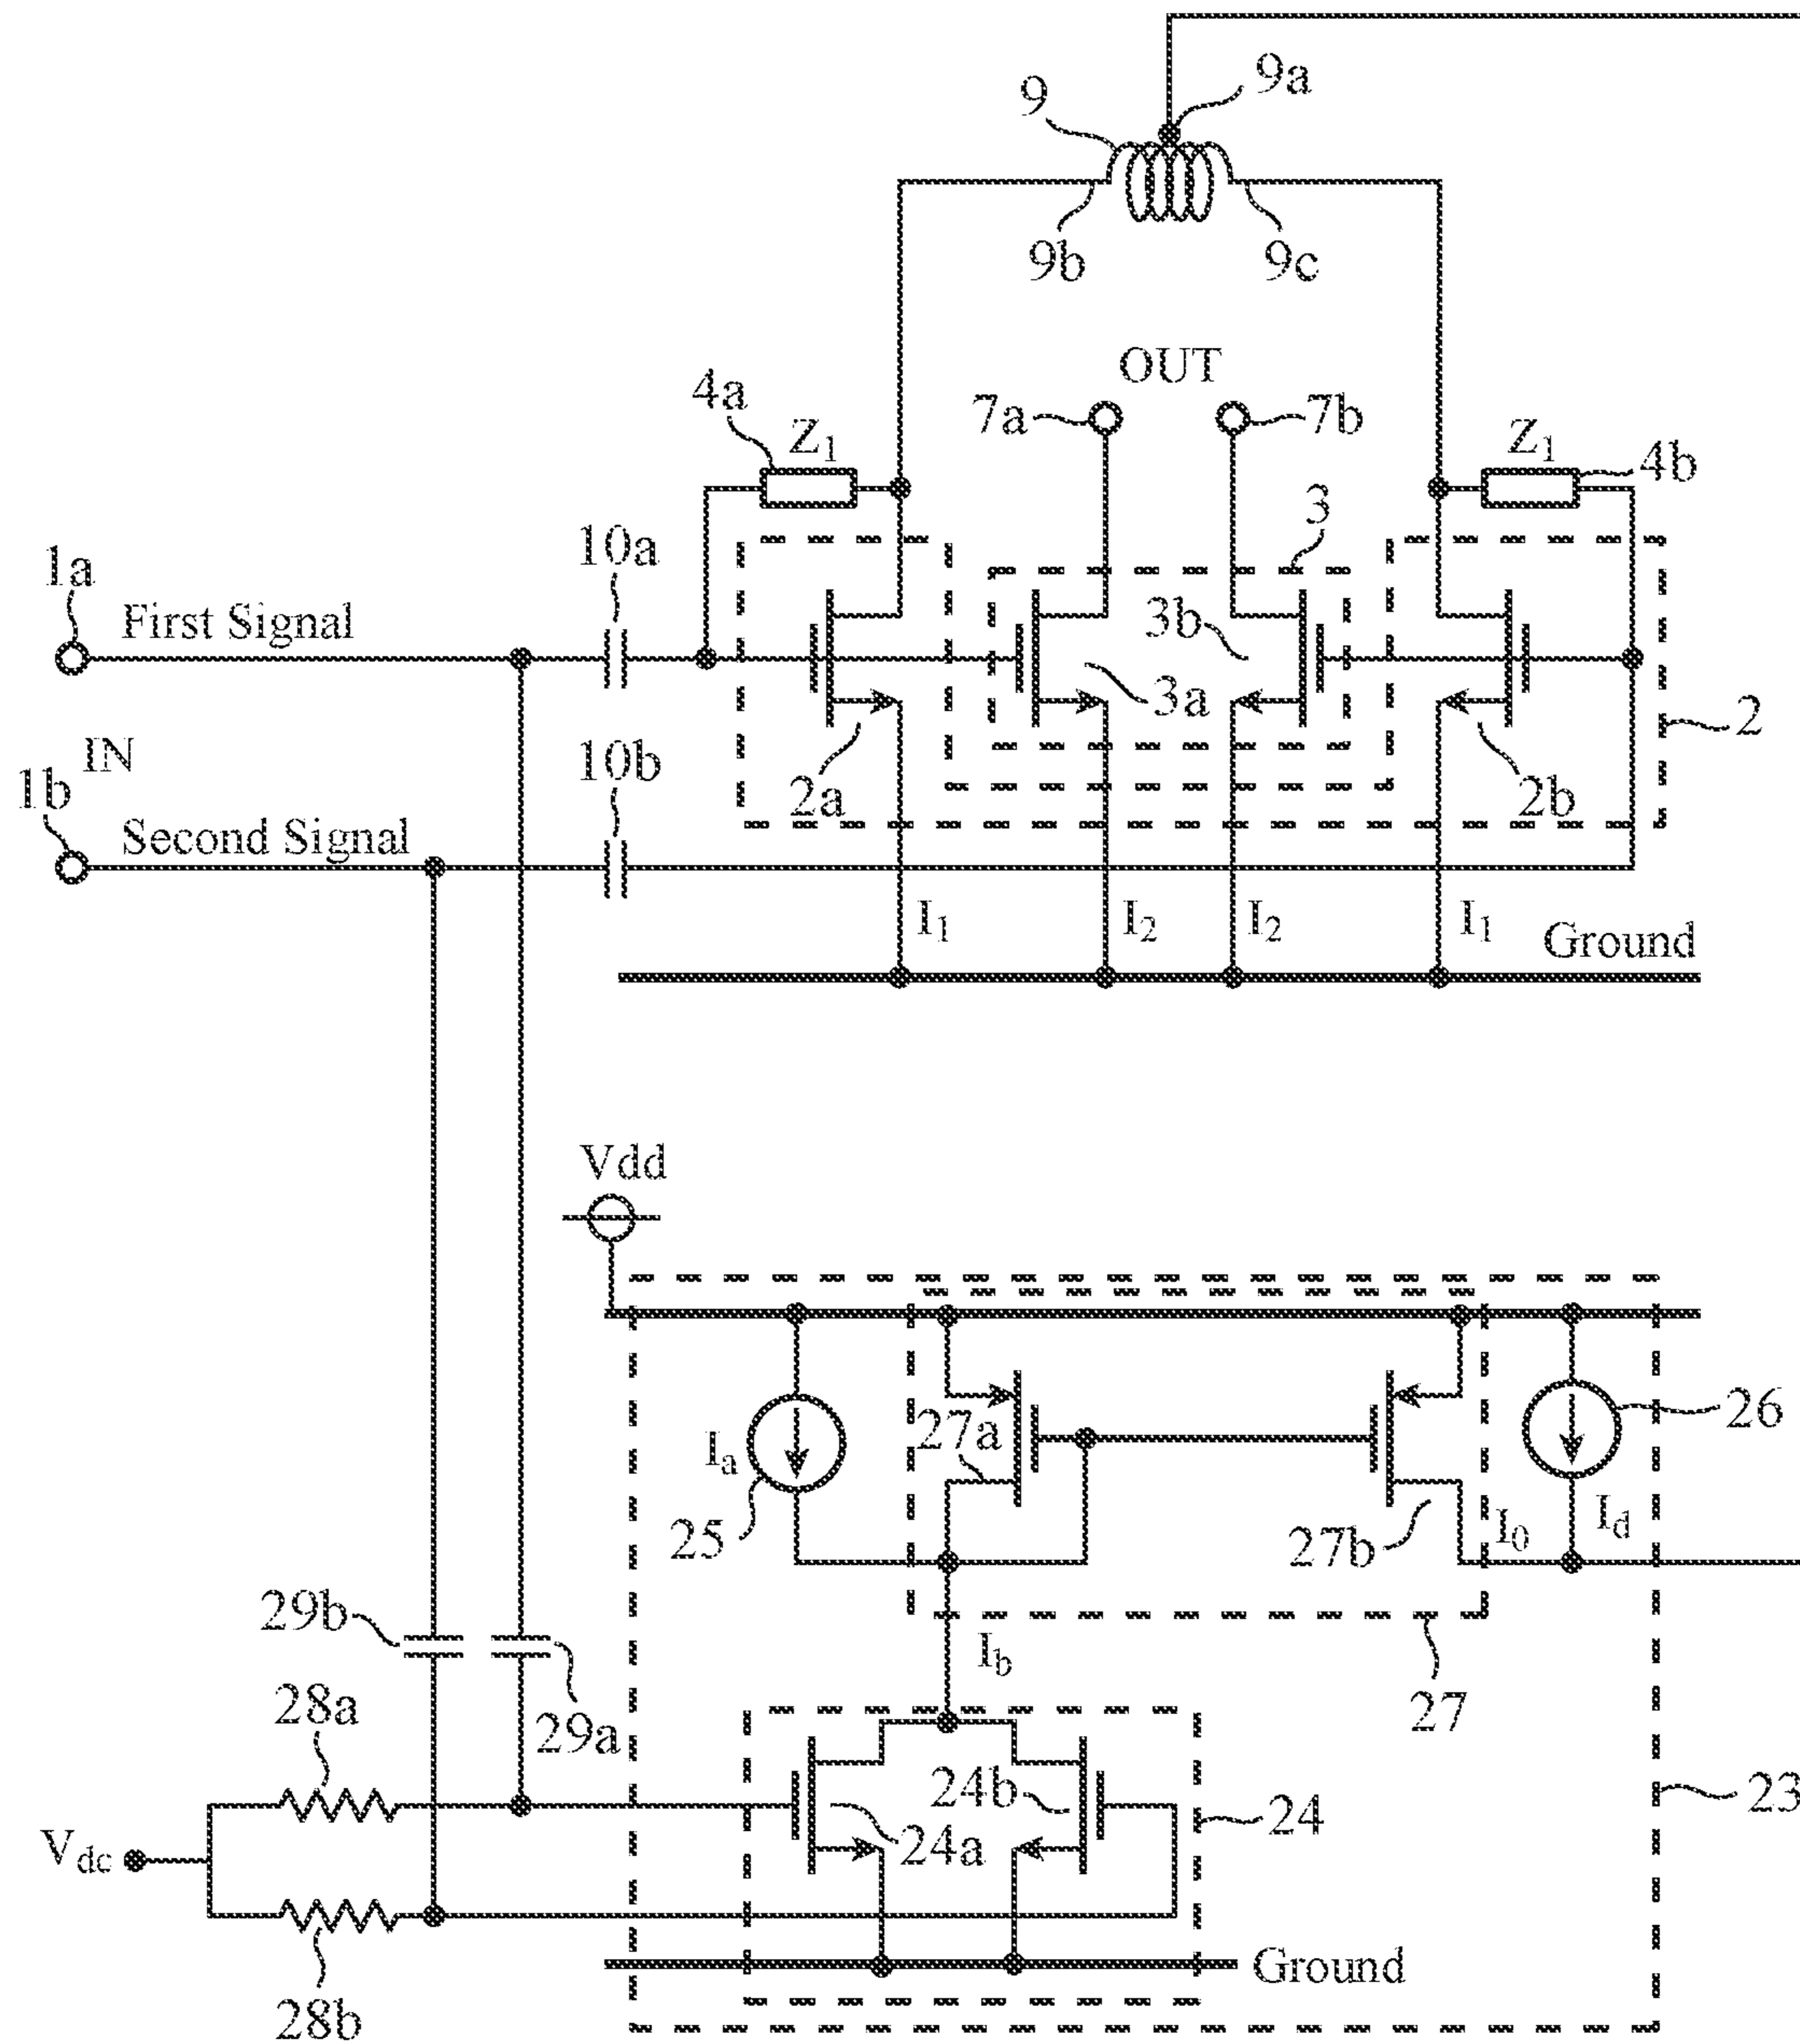 9
9a
9b
9c
OUT
4a
Z1
7a
7b
Z1
4b
3
10a
1a
First Signal
3b
3a
2
IN
10b
1b
2a
2b
Second Signal
I1
I2
I2
I1
Ground
Vdd
26
Ia
27a
25
27b
I0
Id
29b
Ib
28a
29a
27
24b
23
24
Vdc
24a
Ground
28b